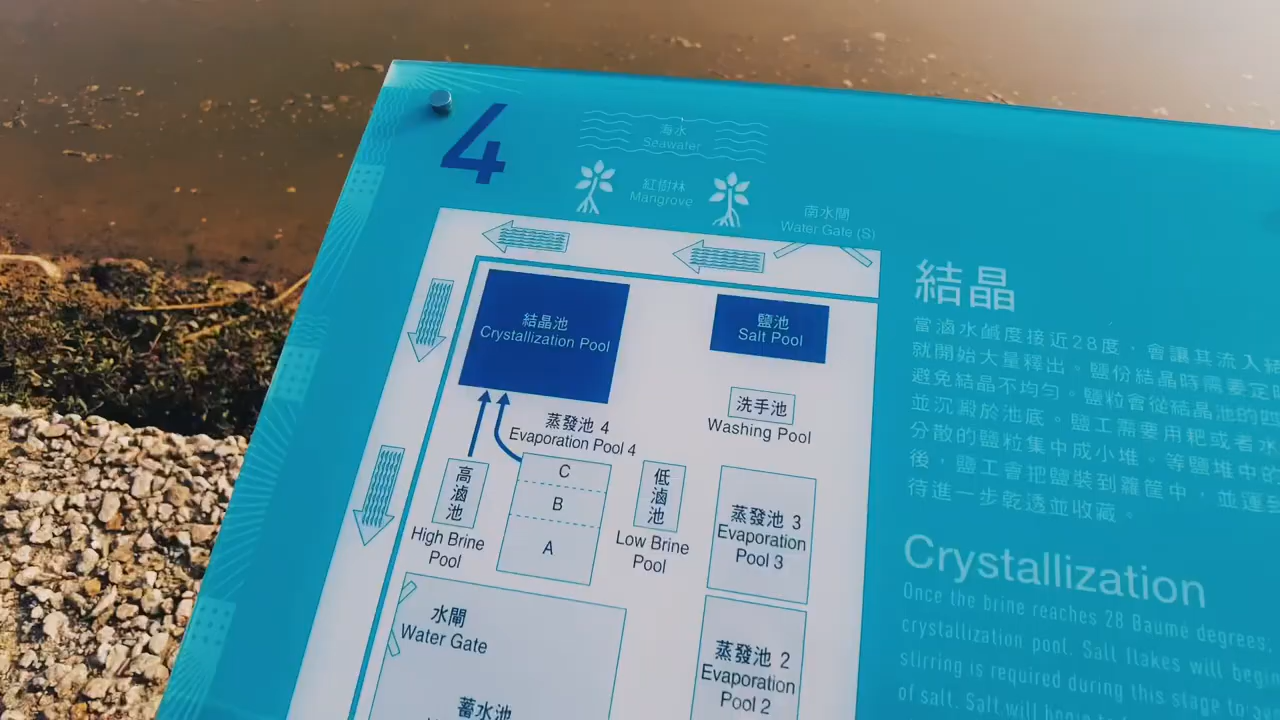 4
海水
Seawater
紅樹林
Mangrove
南水閘
Water Gate (S)
結晶池
Crystallization Pool
鹽池
Salt Pool
洗手池
Washing Pool
蒸發池 4
Evaporation Pool 4
C
B
A
高滷池
High Brine
Pool
低滷池
Low Brine
Pool
蒸發池 3
Evaporation
Pool 3
水閘
Water Gate
蒸發池 2
Evaporation
Pool 2
蓄水池
結晶
當滷水鹹度接近28度，會讓其流入
就開始大量釋出。鹽份結晶時需要定
避免結晶不均勻。鹽粒會從結晶池的四
並沉澱於池底。鹽工需要用耙或者水
分散的鹽粒集中成小堆。等鹽堆中的
後，鹽工會把鹽裝到籮筐中，並運
待進一步乾透並收藏。
Crystallization
Once the brine reaches 28 Baumé degrees,
crystallization pool. Salt flakes will begin
stirring is required during this stage to
of salt. Salt will